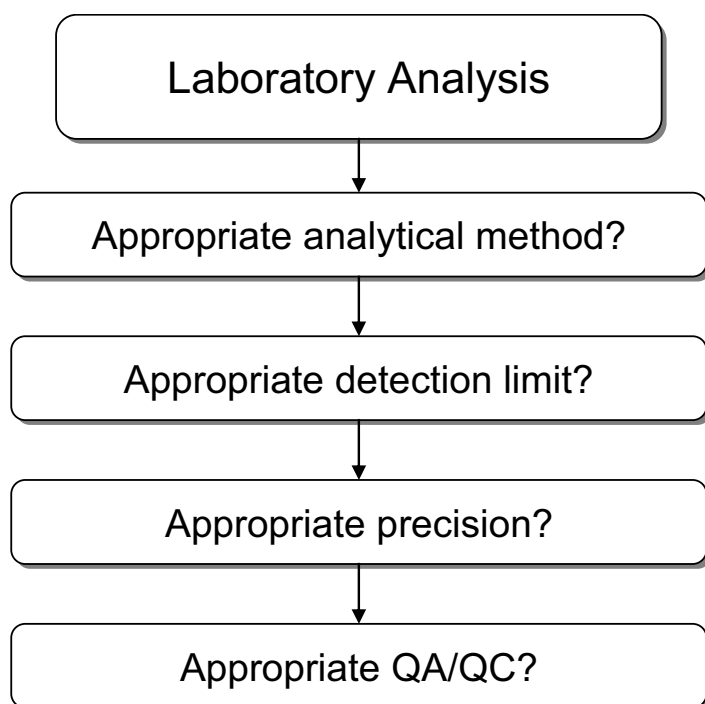 Laboratory Analysis
Appropriate analytical method?
Appropriate detection limit?
Appropriate precision?
Appropriate QA/QC?